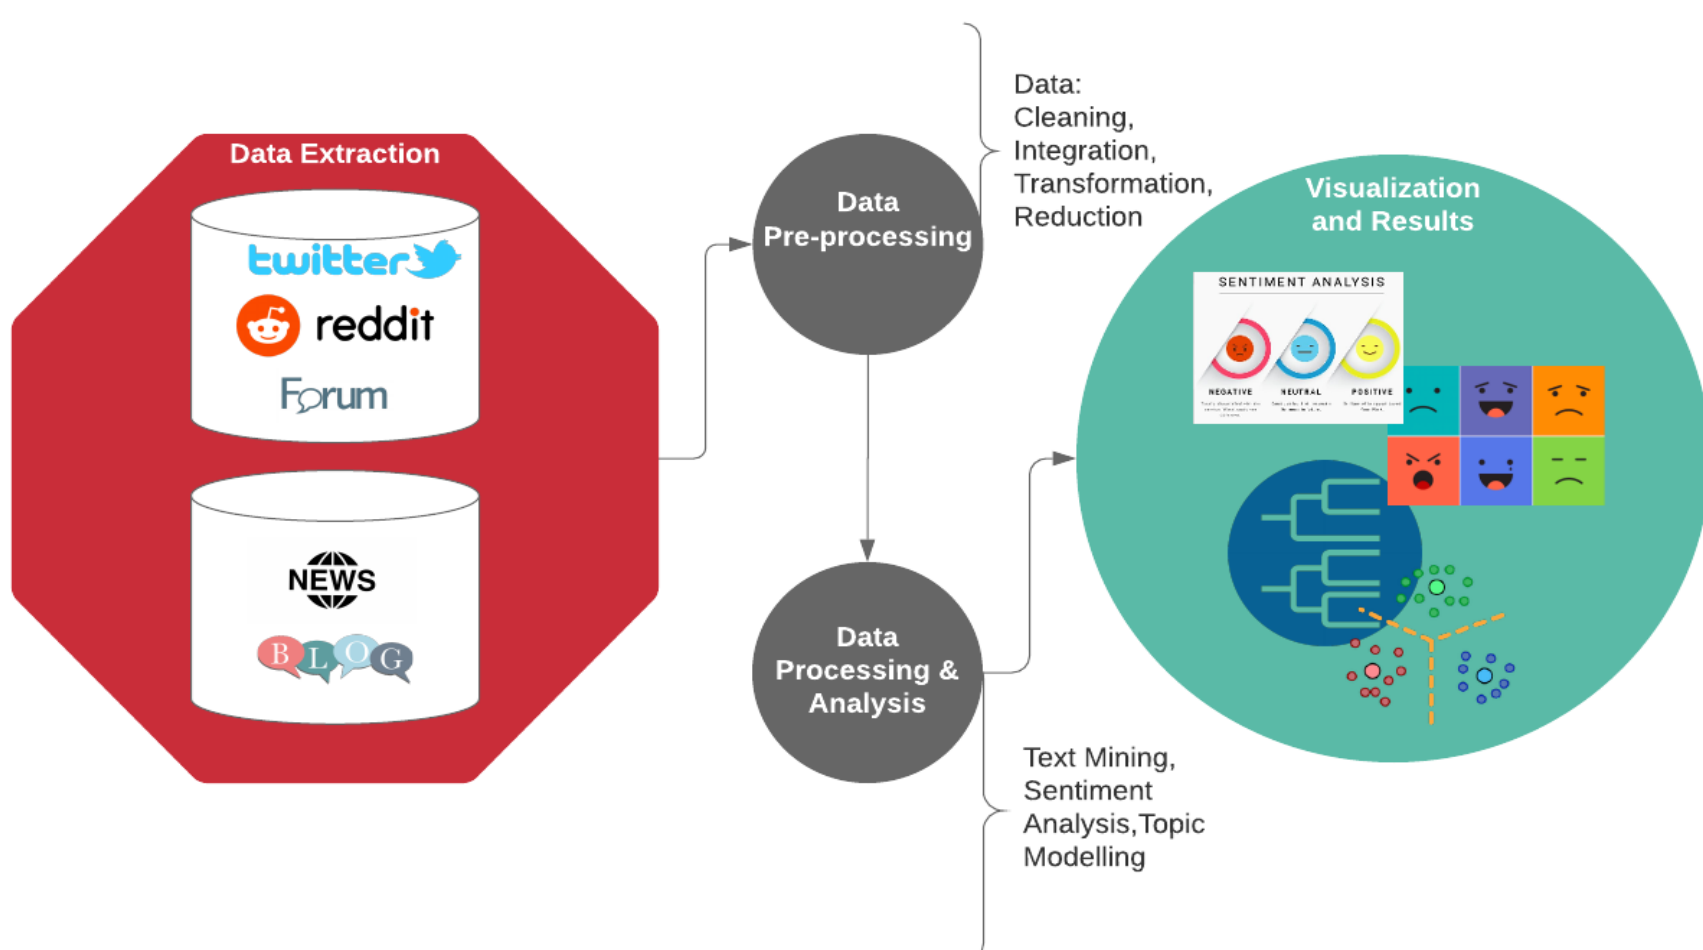 Data Extraction
twitter
reddit
Forum
NEWS
BLOG
Data
Pre-processing
Data:
Cleaning,
Integration,
Transformation,
Reduction
Data
Processing &
Analysis
Text Mining,
Sentiment
Analysis,Topic
Modelling
Visualization
and Results
SENTIMENT ANALYSIS
NEGATIVE
NEUTRAL
POSITIVE